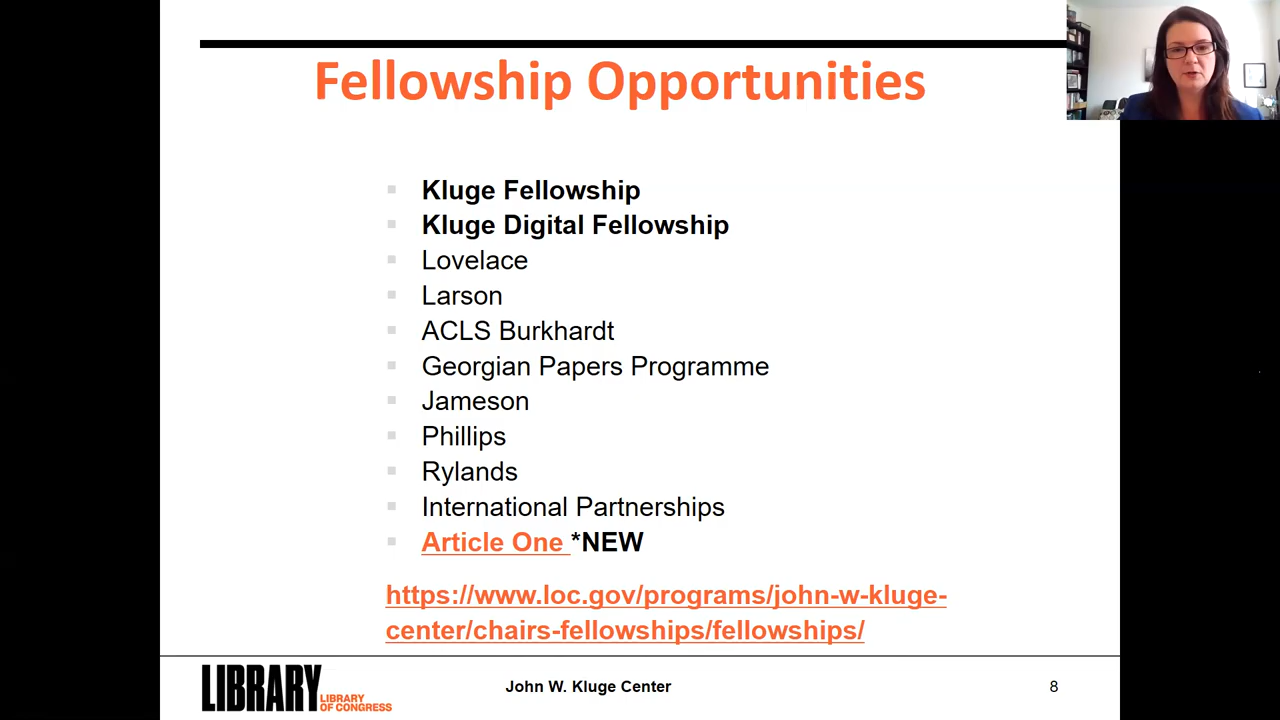 Fellowship Opportunities
Kluge Fellowship
Kluge Digital Fellowship
Lovelace
Larson
ACLS Burkhardt
Georgian Papers Programme
Jameson
Phillips
Rylands
International Partnerships
Article One *NEW
https://www.loc.gov/programs/john-w-kluge-
center/chairs-fellowships/fellowships/
LIBRARY
LIBRARY
OF CONGRESS
John W. Kluge Center
8